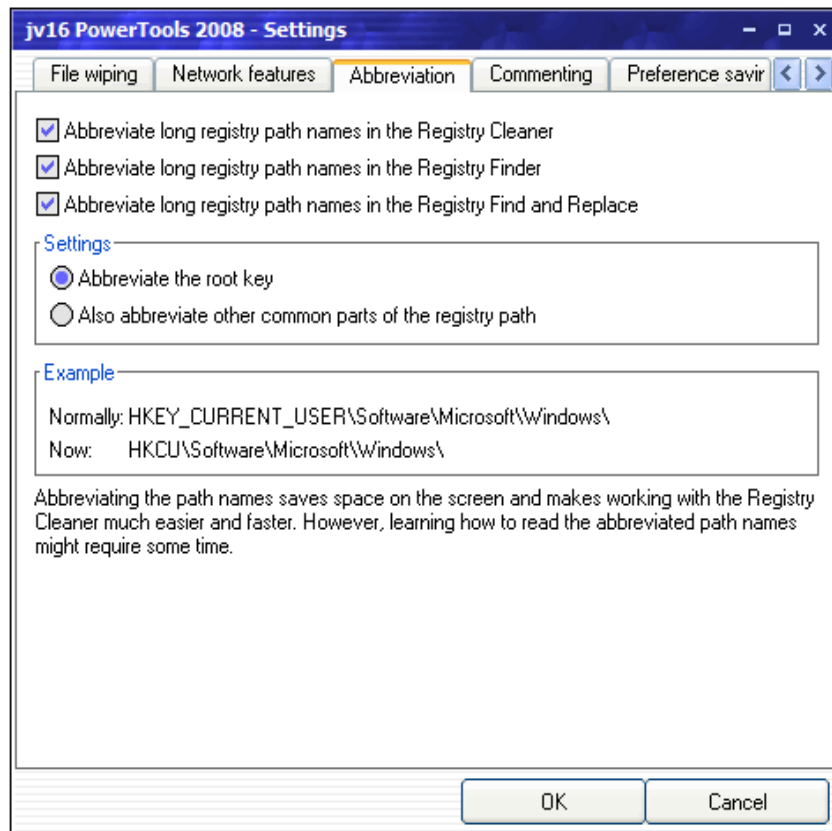 jv16 PowerTools 2008 - Settings
File wiping Network features Abbreviation Commenting Preference savir
Abbreviate long registry path names in the Registry Cleaner
Abbreviate long registry path names in the Registry Finder
Abbreviate long registry path names in the Registry Find and Replace
Settings
Abbreviate the root key
Also abbreviate other common parts of the registry path
Example
Normally: HKEY_CURRENT_USER\Software\Microsoft\Windows\
Now: HKCU\Software\Microsoft\Windows\
Abbreviating the path names saves space on the screen and makes working with the Registry
Cleaner much easier and faster. However, learning how to read the abbreviated path names
might require some time.
OK Cancel